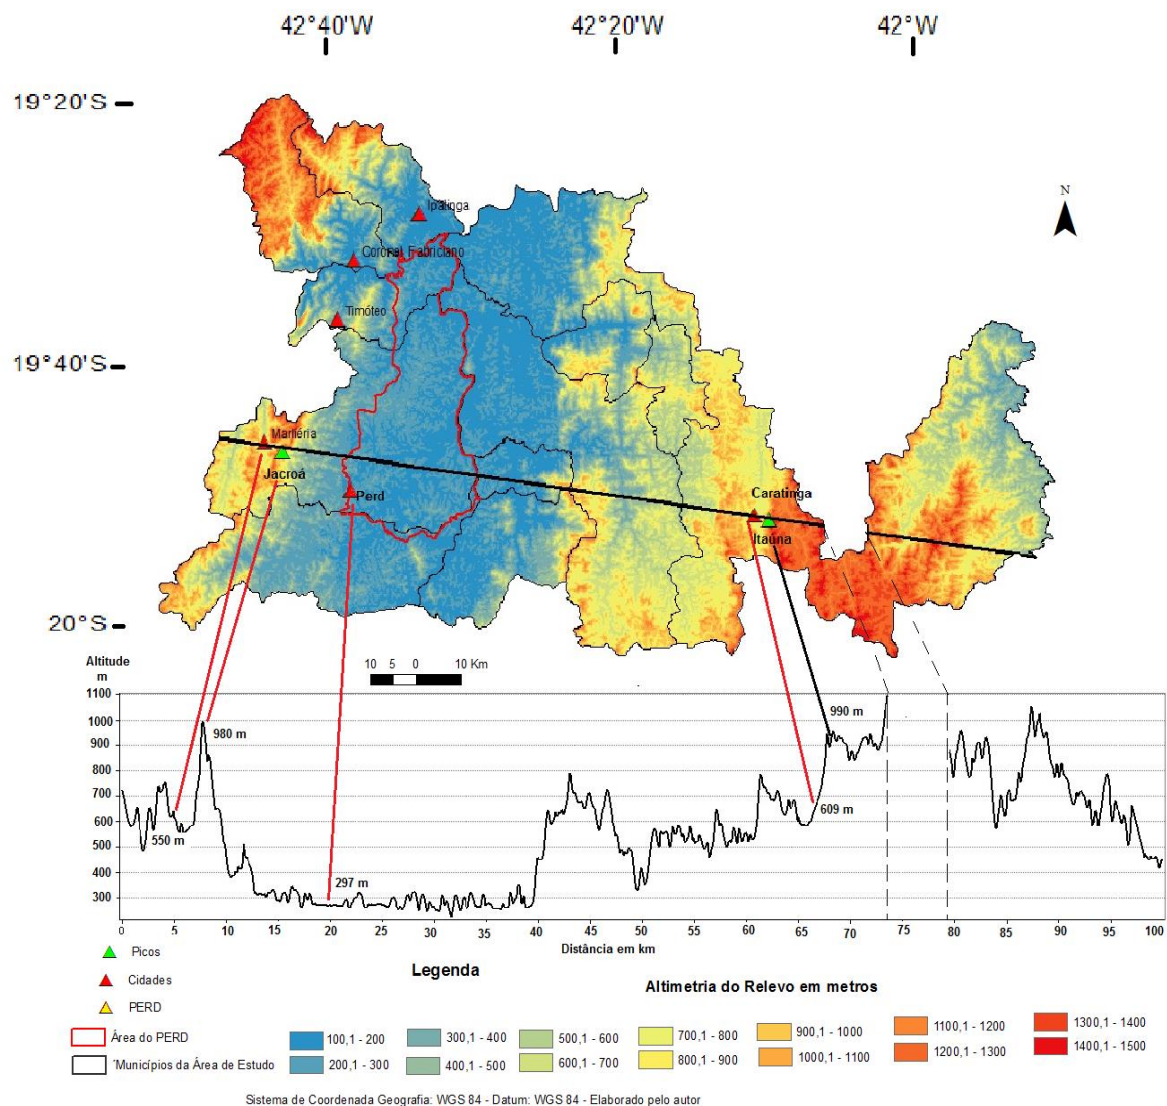 42°40'W 42°20'W 42°W
19°20'S
N
Ipatinga
Coronel Fabriciano
Timóteo
19°40'S
Marliéria
Jacroá
Perd
Caratinga
Itaúna
20°S
10 5 0 10 Km
Altitude
m
1100
1000
900
800
700
600
500
400
300
980 m
550 m
297 m
990 m
609 m
0 5 10 15 20 25 30 35 40 45 50 55 60 65 70 75 80 85 90 95 100
Distância em km
Picos
Cidades
PERD
Área do PERD
*Municípios da Área de Estudo
Legenda
Altimetria do Relevo em metros
100,1 - 200
200,1 - 300
300,1 - 400
400,1 - 500
500,1 - 600
600,1 - 700
700,1 - 800
800,1 - 900
900,1 - 1000
1000,1 - 1100
1100,1 - 1200
1200,1 - 1300
1300,1 - 1400
1400,1 - 1500
Sistema de Coordenada Geografia: WGS 84 - Datum: WGS 84 - Elaborado pelo autor